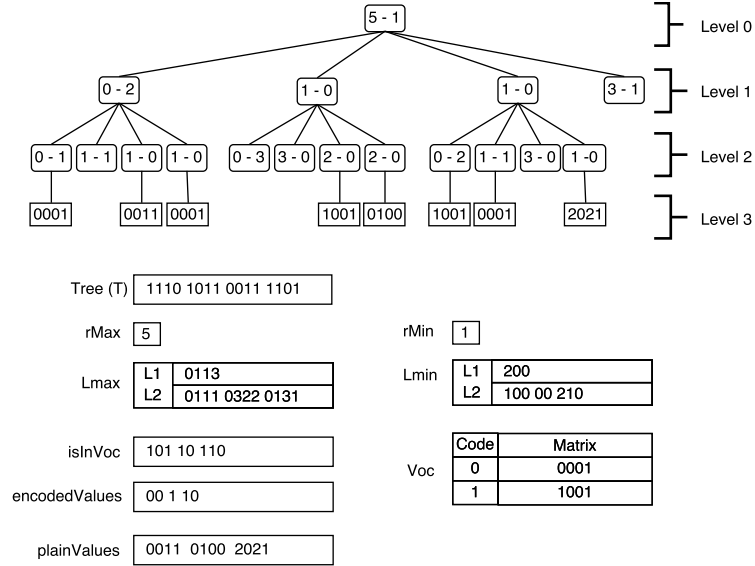 5 - 1 Level 0
0 - 2 1 - 0 1 - 0 3 - 1 Level 1
0 - 1 1 - 1 1 - 0 1 - 0 0 - 3 3 - 0 2 - 0 2 - 0 0 - 2 1 - 1 3 - 0 1 - 0 Level 2
0001 0011 0001 1001 0100 1001 0001 2021 Level 3
Tree (T) 1110 1011 0011 1101
rMax 5 rMin 1
Lmax L1 0113 Lmin L1 200
L2 0111 0322 0131 L2 100 00 210
isInVoc 101 10 110 Voc Code Matrix
0 0001
encodedValues 00 1 10 1 1001
plainValues 0011 0100 2021